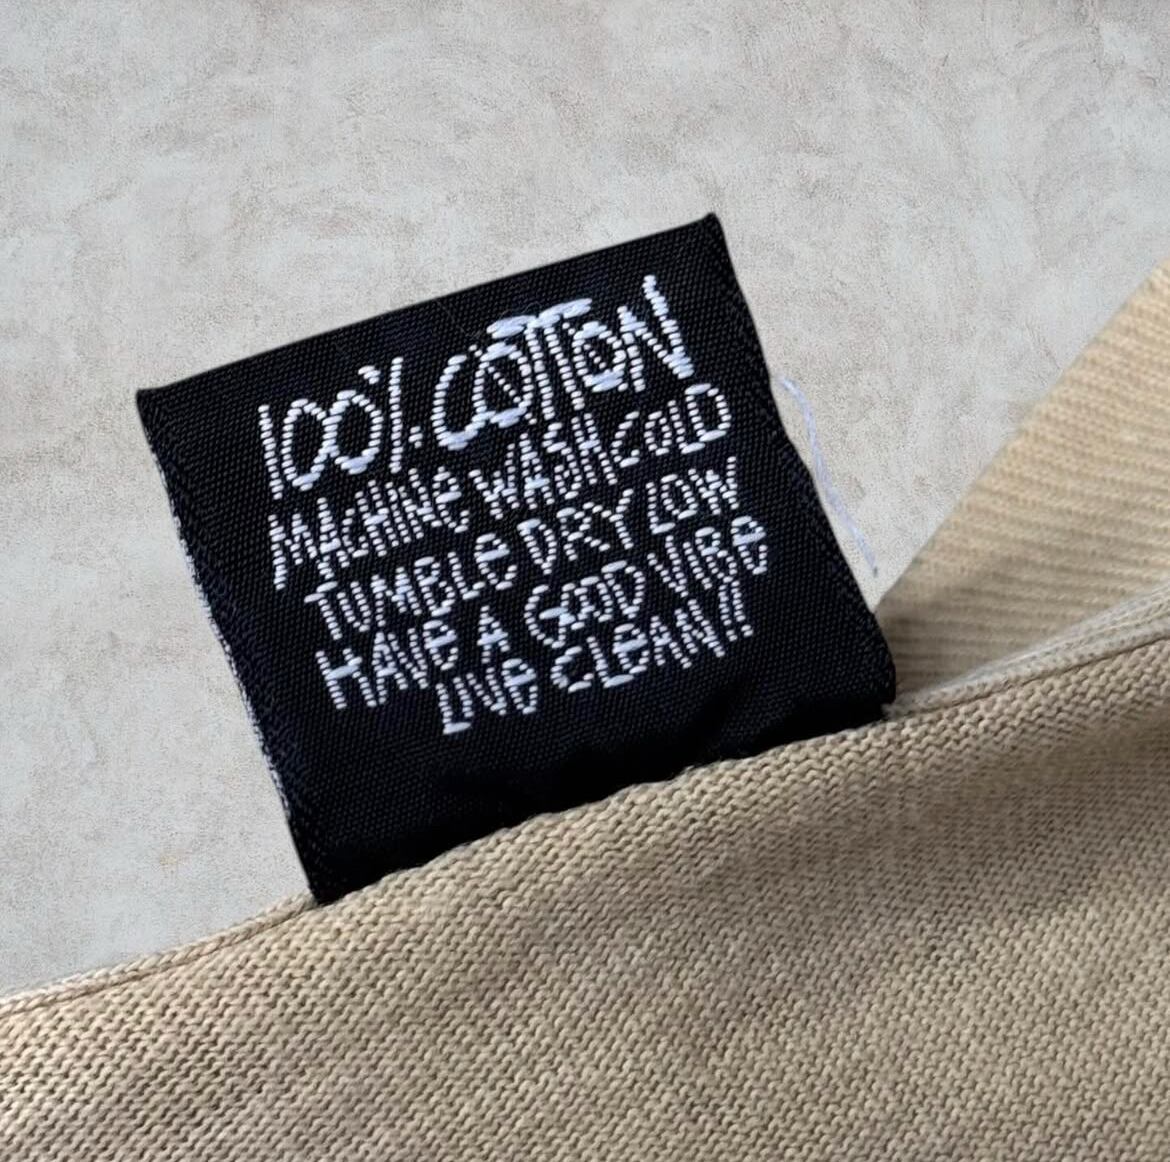 100% COTTON
MACHINE WASH COLD
TUMBLE DRY LOW
HAVE A GOOD VIBE
LIVE CLEAN!!